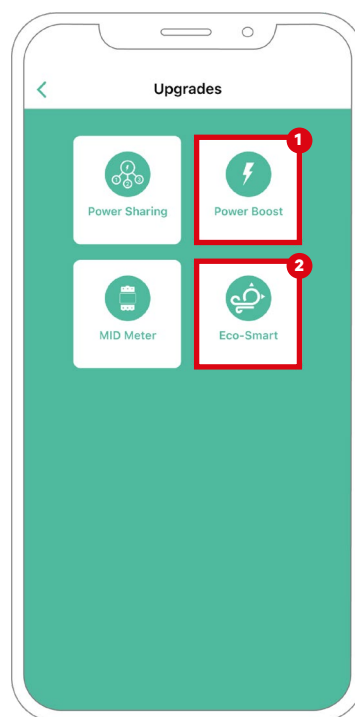 Upgrades
1
Power Sharing
Power Boost
2
MID Meter
Eco-Smart